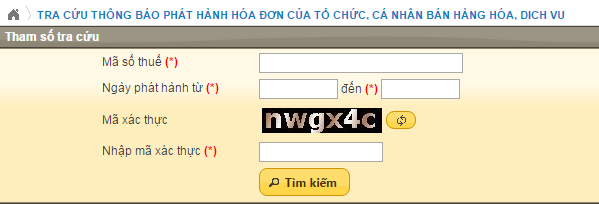 TRA CỨU THÔNG BÁO PHÁT HÀNH HÓA ĐƠN CỦA TỔ CHỨC, CÁ NHÂN BÁN HÀNG HÓA, DỊCH VỤ
Tham số tra cứu
Mã số thuế (*)
Ngày phát hành từ (*) đến (*)
Mã xác thực nwgx4c
Nhập mã xác thực (*)
Tìm kiếm